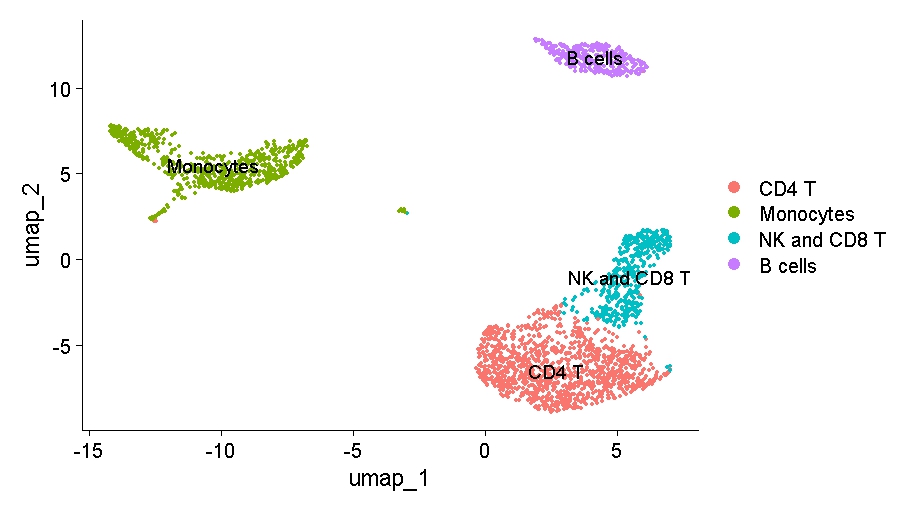 B cells
10
Monocytes
5
CD4 T
Monocytes
NK and CD8 T
B cells
umap_2
0
NK and CD8 T
-5
CD4 T
-15
-10
-5
0
5
umap_1